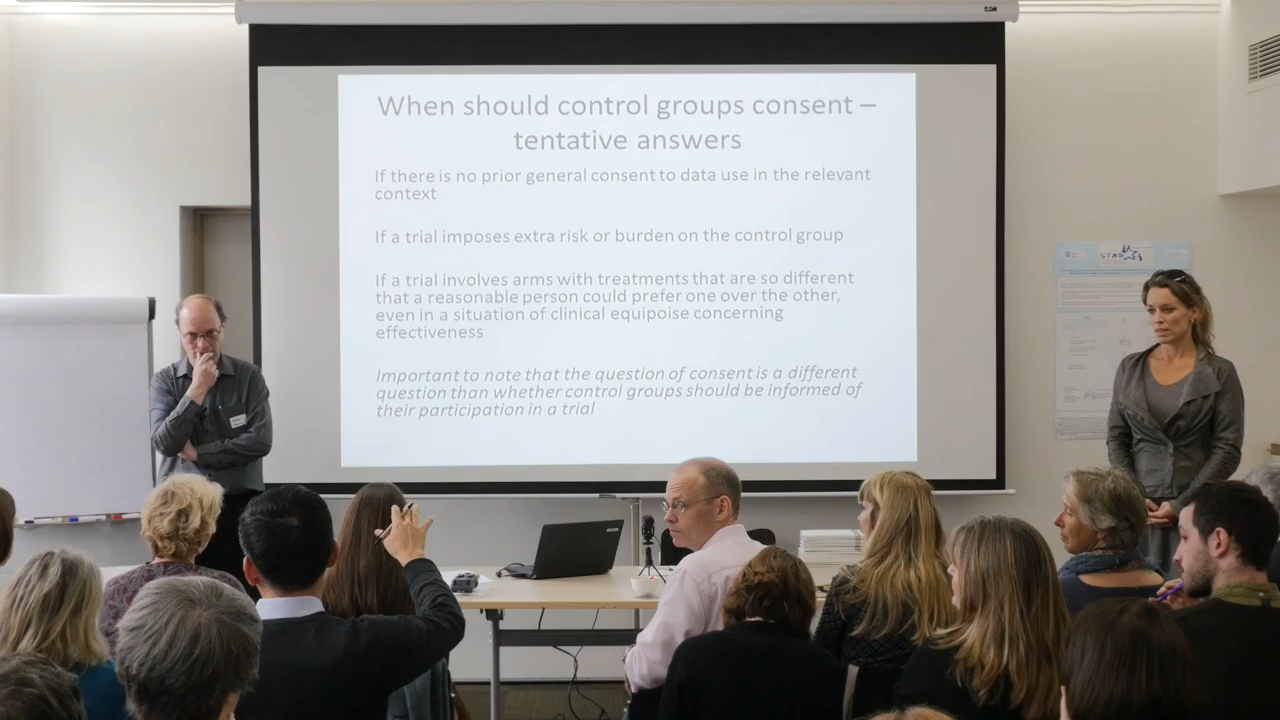 When should control groups consent –
tentative answers
If there is no prior general consent to data use in the relevant
context
If a trial imposes extra risk or burden on the control group
If a trial involves arms with treatments that are so different
that a reasonable person could prefer one over the other,
even in a situation of clinical equipoise concerning
effectiveness
Important to note that the question of consent is a different
question than whether control groups should be informed of
their participation in a trial